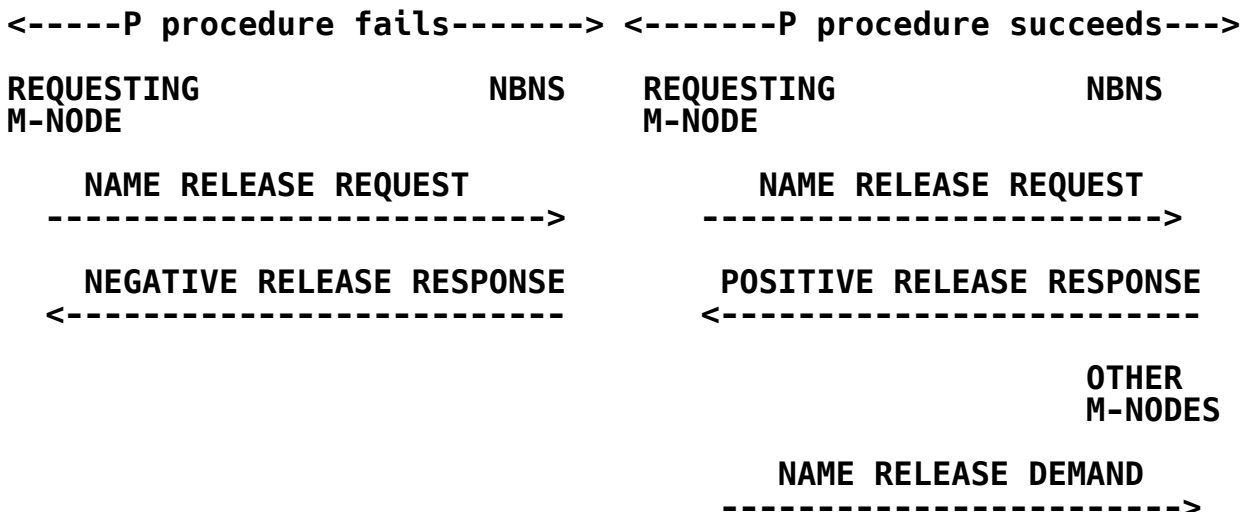 <-----P procedure fails-------> <-------P procedure succeeds--->
REQUESTING               NBNS    REQUESTING             NBNS
M-NODE                           M-NODE
    NAME RELEASE REQUEST               NAME RELEASE REQUEST
  -------------------------->       ------------------------>
    NEGATIVE RELEASE RESPONSE        POSITIVE RELEASE RESPONSE
  <--------------------------       <-------------------------
                                                        OTHER
                                                        M-NODES
                                        NAME RELEASE DEMAND
                                     ------------------------>